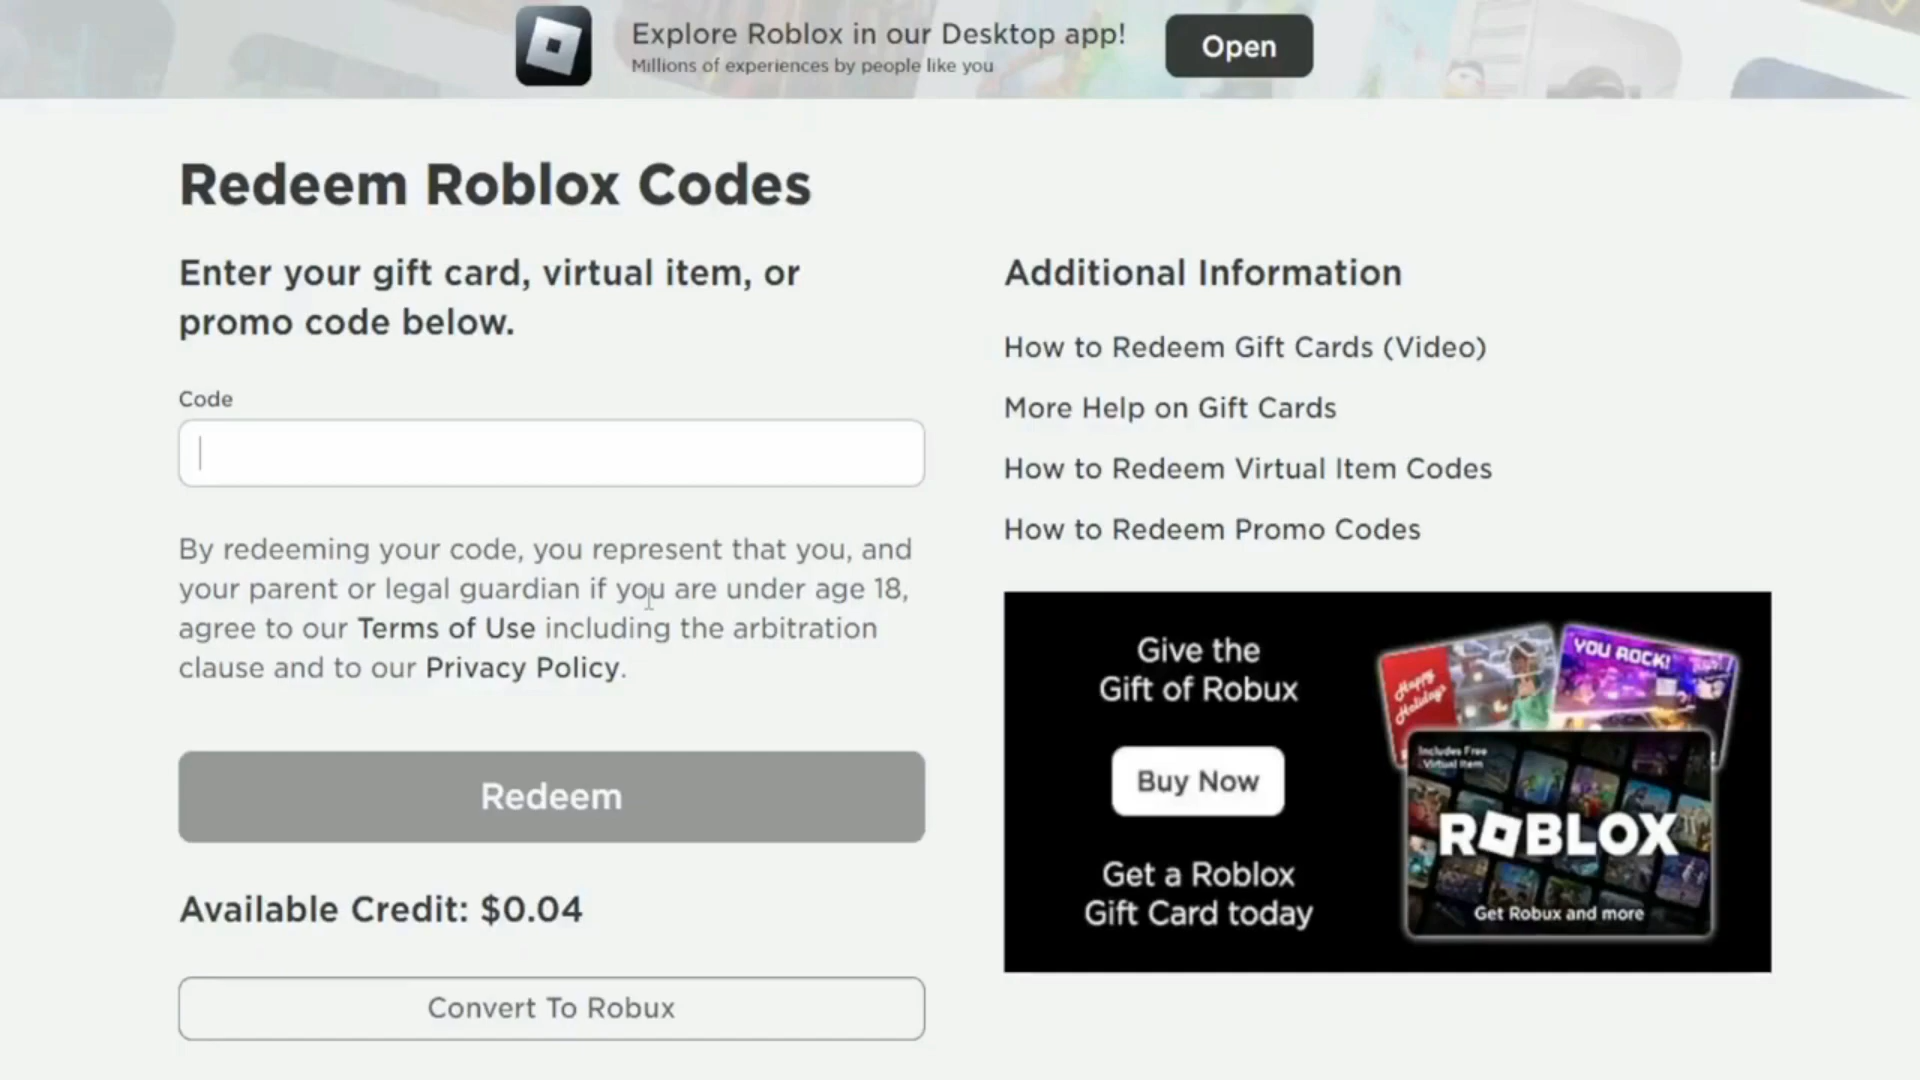 Explore Roblox in our Desktop app!
Millions of experiences by people like you
Open
Redeem Roblox Codes
Enter your gift card, virtual item, or
promo code below.
Code
By redeeming your code, you represent that you, and
your parent or legal guardian if you are under age 18,
agree to our Terms of Use including the arbitration
clause and to our Privacy Policy.
Redeem
Available Credit: $0.04
Convert To Robux
Additional Information
How to Redeem Gift Cards (Video)
More Help on Gift Cards
How to Redeem Virtual Item Codes
How to Redeem Promo Codes
Give the
Gift of Robux
Buy Now
Get a Roblox
Gift Card today
Happy
Holidays
YOU ROCK!
Includes Free
Virtual Item
ROBLOX
Get Robux and more